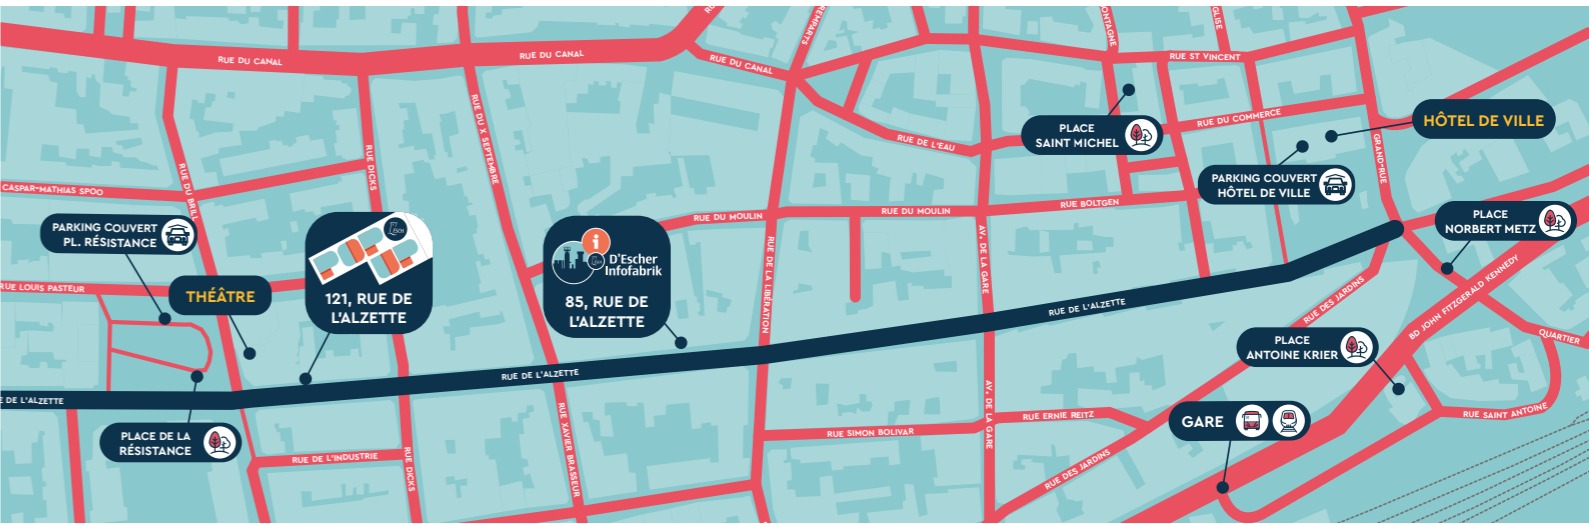 RUE DU CANAL
RUE DU CANAL
RUE DU CANAL
REMPARTS
ONTAGNE
GLISE
RUE ST VINCENT
RUE DU X SEPTEMBRE
RUE DU COMMERCE
HÔTEL DE VILLE
PLACE
SAINT MICHEL
RUE DE L'EAU
GRAND-RUE
RUE DICKS
RUE DU BRILL
CASPAR-MATHIAS SPOO
PARKING COUVERT
HÔTEL DE VILLE
RUE BOLTGEN
RUE DU MOULIN
RUE DU MOULIN
PARKING COUVERT
PL. RÉSISTANCE
PLACE
NORBERT METZ
ESCH
i
D'Escher
Infofabrik
85, RUE DE
L'ALZETTE
121, RUE DE
L'ALZETTE
THÉÂTRE
RUE LOUIS PASTEUR
RUE DE LA LIBÉRATION
AV. DE LA GARE
RUE DE L'ALZETTE
RUE DES JARDINS
BD JOHN FITZGERALD KENNEDY
QUARTIER
PLACE
ANTOINE KRIER
RUE DE L'ALZETTE
E DE L'ALZETTE
PLACE DE LA
RÉSISTANCE
RUE DE L'INDUSTRIE
RUE DICKS
RUE XAVIER BRASSEUR
RUE SIMON BOLIVAR
AV. DE LA GARE
RUE ERNIE REITZ
RUE DES JARDINS
GARE
RUE SAINT ANTOINE